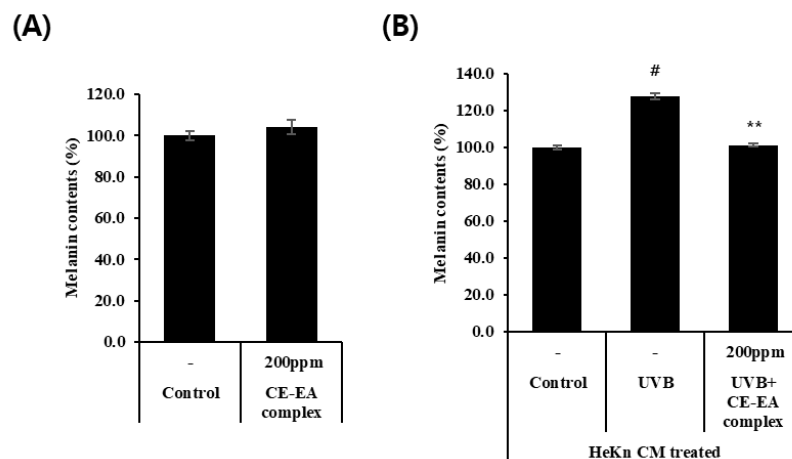 (A)
Melanin contents (%)
120.0
100.0
80.0
60.0
40.0
20.0
0.0
- 200ppm
Control CE-EA
complex
(B)
Melanin contents (%)
140.0
120.0
100.0
80.0
60.0
40.0
20.0
0.0
#
**
- - 200ppm
Control UVB UVB+
CE-EA
complex
HeKn CM treated